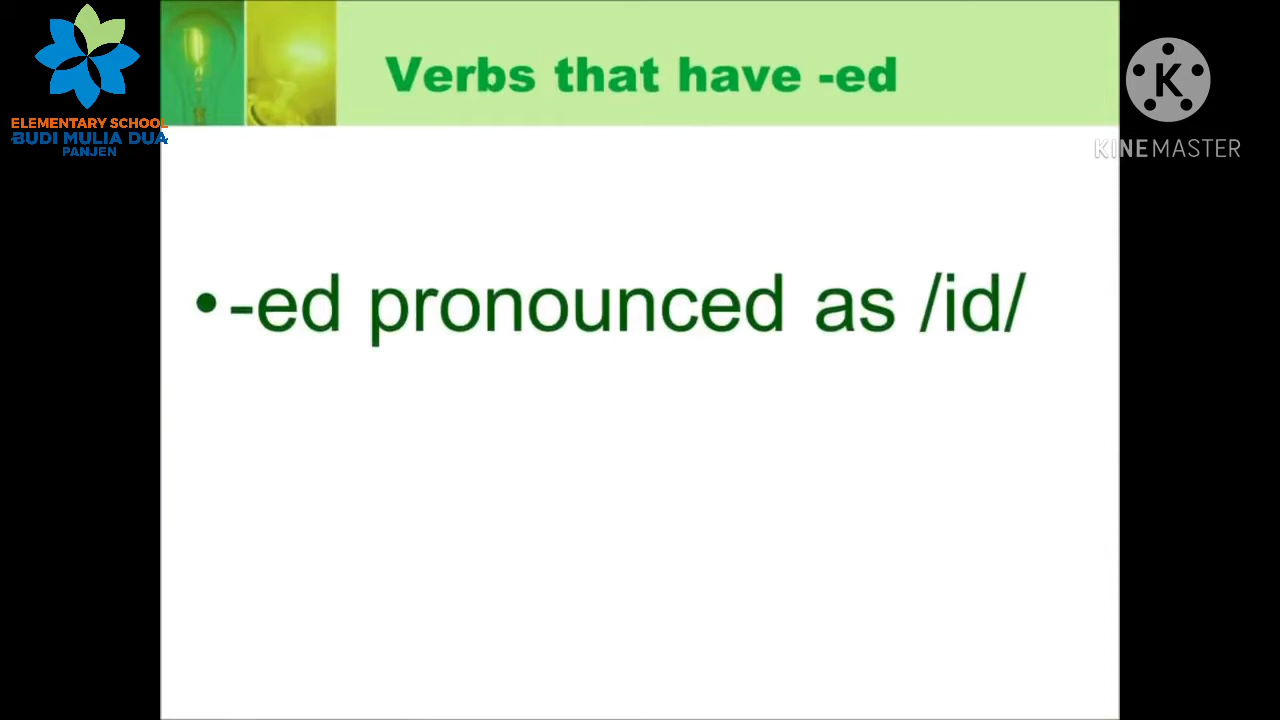 ELEMENTARY SCHOOL
BUDI MULIA DUA
PANJEN
Verbs that have -ed
K
KINEMASTER
• -ed pronounced as /id/